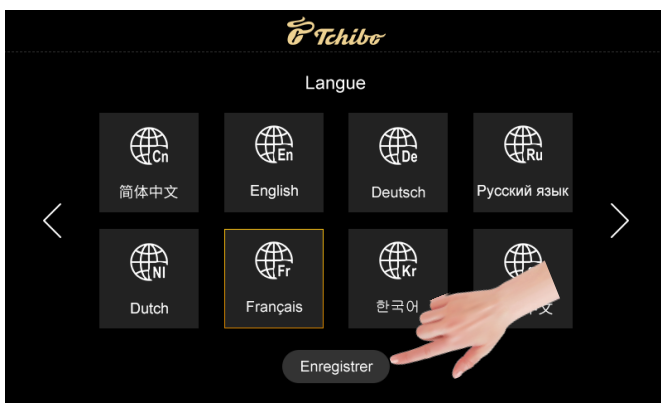 Tchibo
Langue
Cn
En
De
Ru
简体中文
English
Deutsch
Русский язык
Nl
Fr
Kr
Dutch
Français
한국어
文
Enregistrer